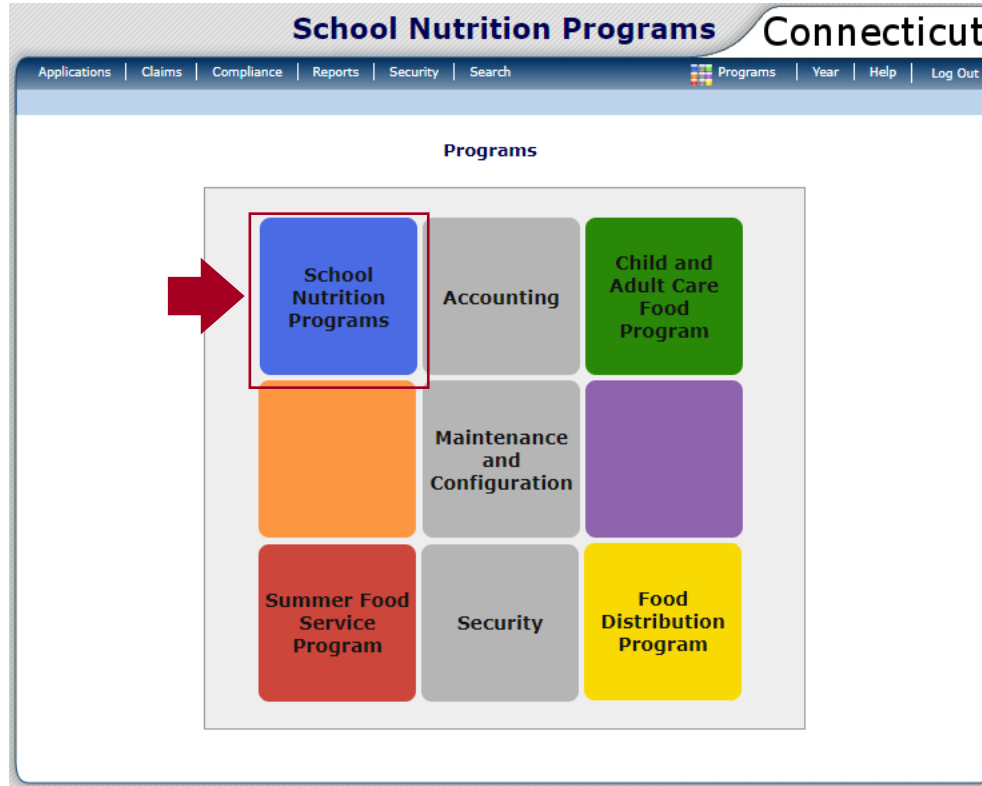 School Nutrition Programs
Connecticut
Applications | Claims | Compliance | Reports | Security | Search
Programs | Year | Help | Log Out
Programs
School
Nutrition
Programs
Accounting
Child and
Adult Care
Food
Program
Maintenance
and
Configuration
Summer Food
Service
Program
Security
Food
Distribution
Program